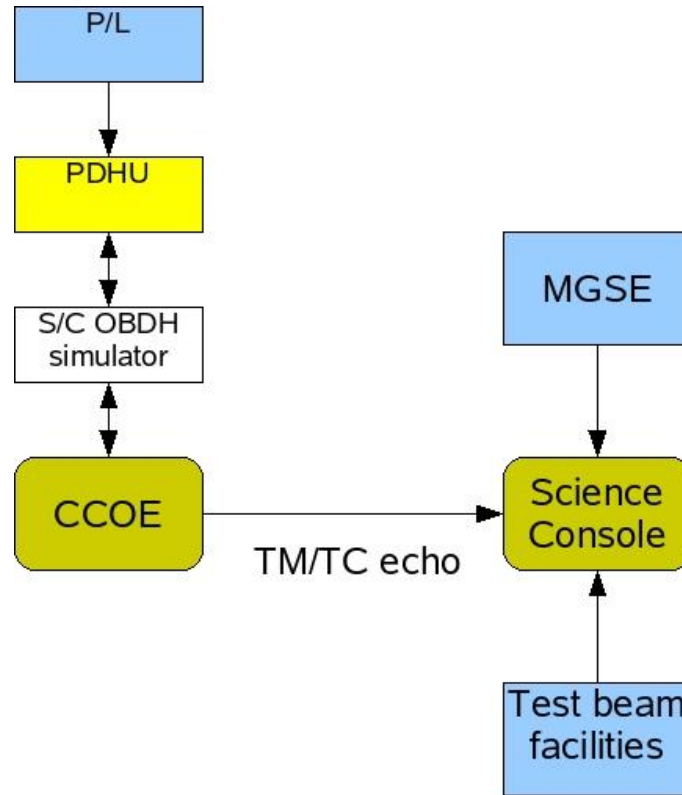 P/L
PDHU
S/C OBDH
simulator
MGSE
CCOE
TM/TC echo
Science
Console
Test beam
facilities